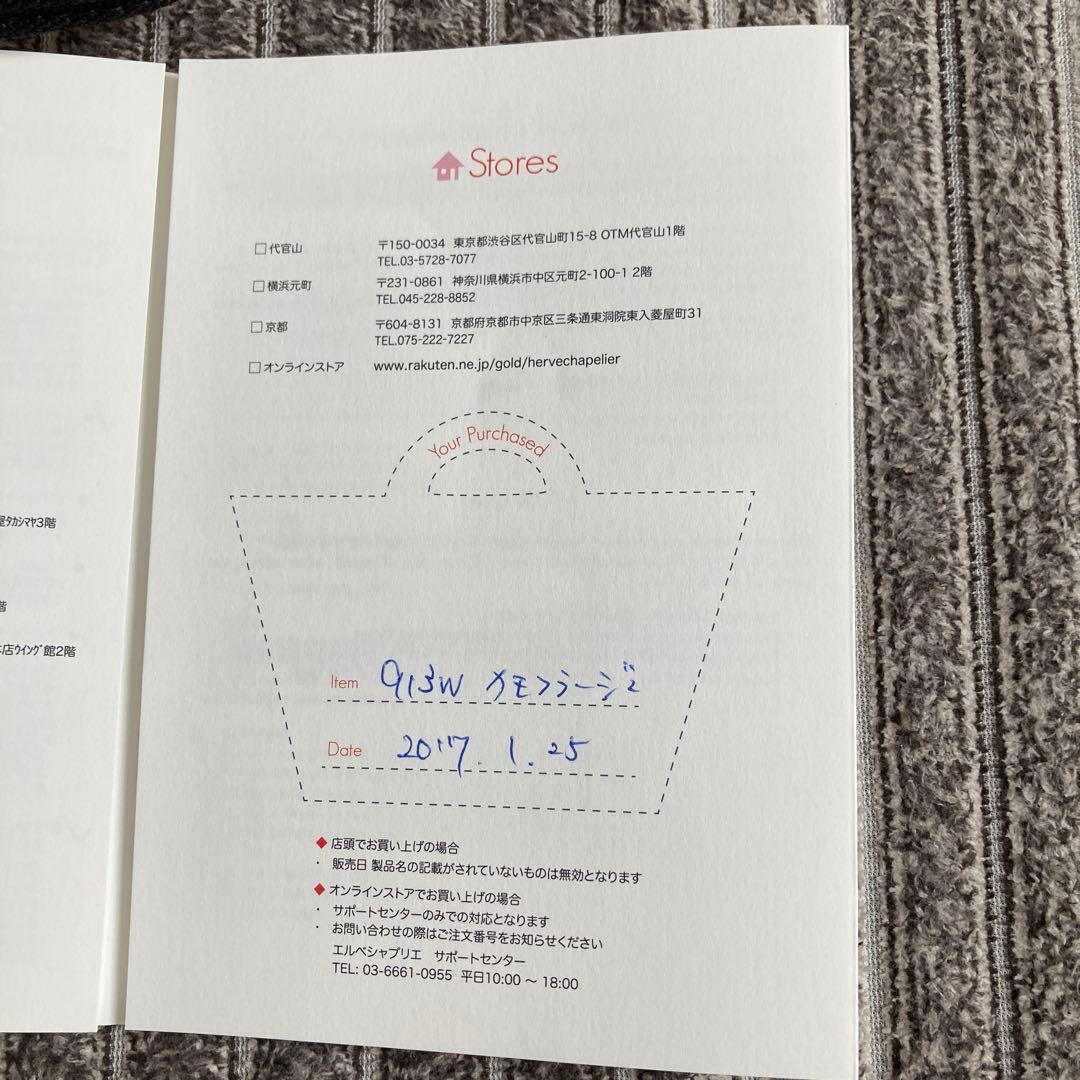 Stores
□代官山 〒150-0034 東京都渋谷区代官山町15-8 OTM代官山1階
TEL.03-5728-7077
□横浜元町 〒231-0861 神奈川県横浜市中区元町2-100-1 2階
TEL.045-228-8852
□京都 〒604-8131 京都府京都市中京区三条通東洞院東入菱屋町31
TEL.075-222-7227
□オンラインストア www.rakuten.ne.jp/gold/hervechapelier
Your Purchased
Item 913W カモフラージ2
Date 2017.1.25
◆店頭でお買い上げの場合
・ 販売日 製品名の記載がされていないものは無効となります
◆オンラインストアでお買い上げの場合
・ サポートセンターのみでの対応となります
・ お問い合わせの際はご注文番号をお知らせください
エルベシャプリエ サポートセンター
TEL: 03-6661-0955 平日10:00 〜 18:00
タカシマヤ3階
階
店ウイング館2階